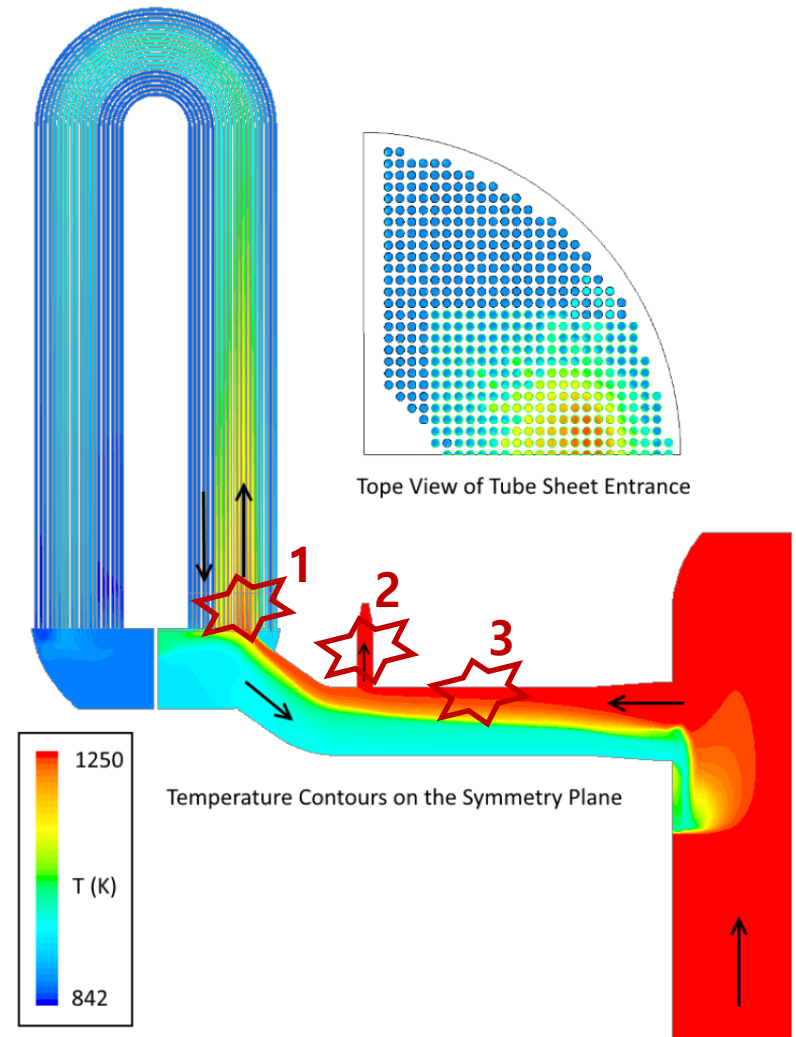 Tope View of Tube Sheet Entrance
1
2
3
Temperature Contours on the Symmetry Plane
1250
T (K)
842